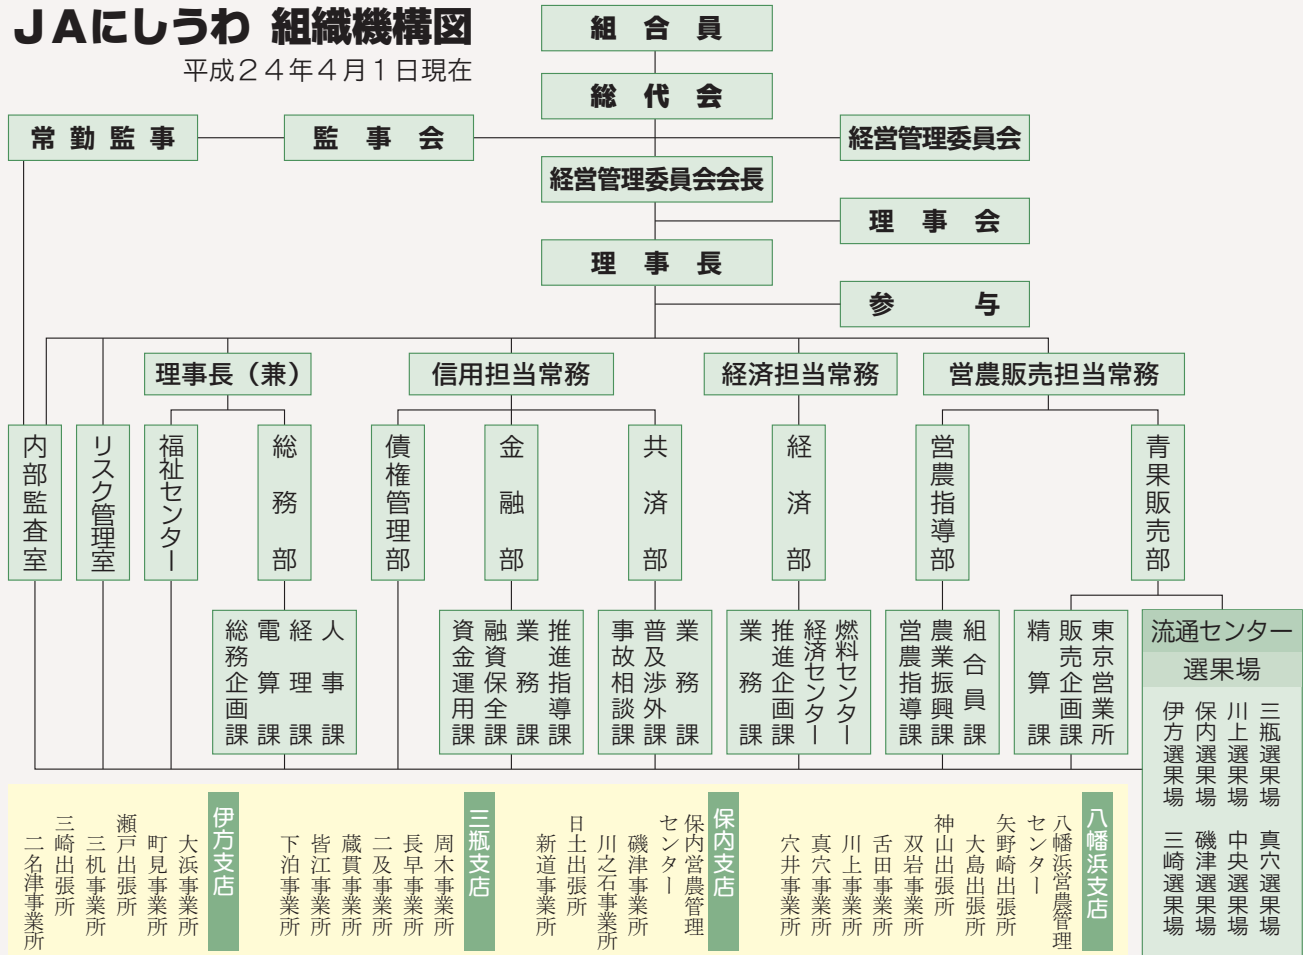 JAにしうわ 組織機構図
平成24年4月1日現在
組合員
総代会
常勤監事
監事会
経営管理委員会
経営管理委員会会長
理事会
理事長
参与
理事長（兼）
信用担当常務
経済担当常務
営農販売担当常務
内部監査室
リスク管理室
福祉センター
総務部
債権管理部
金融部
共済部
経済部
営農指導部
青果販売部
人事課
経理課
電算課
総務企画課
推進指導課
業務課
融資保全課
資金運用課
業務課
普及渉外課
事故相談課
燃料センター
経済センター
推進企画課
業務課
組合員課
農業振興課
営農指導課
東京営業所
販売企画課
精算課
流通センター
選果場
三瓶選果場
川上選果場
保内選果場
伊方選果場
真穴選果場
中央選果場
磯津選果場
三崎選果場
八幡浜支店
八幡浜営農管理
センター
矢野崎出張所
大島出張所
神山出張所
双岩事業所
舌田事業所
川上事業所
真穴事業所
穴井事業所
保内支店
保内営農管理
センター
磯津事業所
川之石事業所
日土出張所
新道事業所
三瓶支店
周木事業所
長早事業所
二及事業所
蔵貫事業所
皆江事業所
下泊事業所
伊方支店
大浜事業所
町見事業所
瀬戸出張所
三机事業所
三崎出張所
二名津事業所